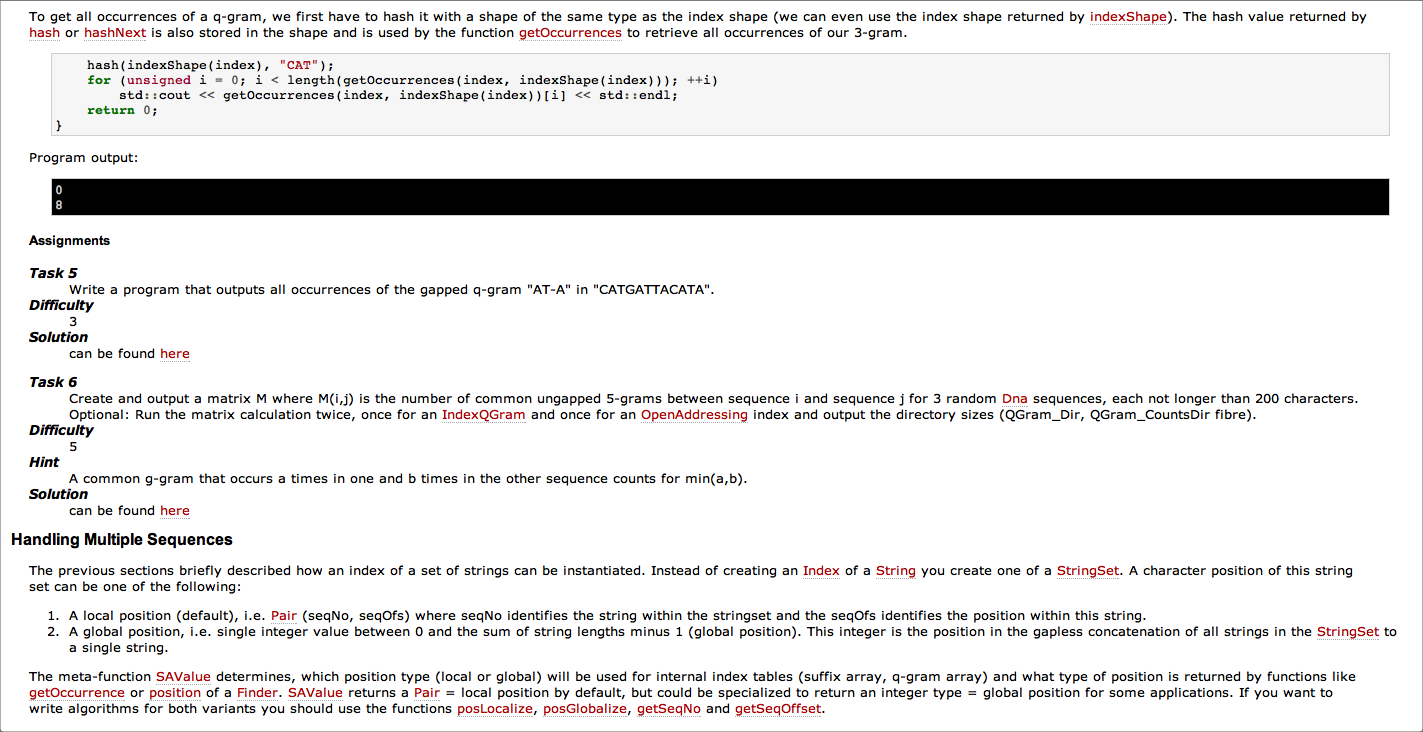 To get all occurrences of a q-gram, we first have to hash it with a shape of the same type as the index shape (we can even use the index shape returned by indexShape). The hash value returned by
hash or hashNext is also stored in the shape and is used by the function getOccurrences to retrieve all occurrences of our 3-gram.
hash(indexShape(index), "CAT");
for (unsigned i = 0; i < length(getOccurrences(index, indexShape(index))); ++i)
std::cout << getOccurrences(index, indexShape(index))[i] << std::endl;
return 0;
}
Program output:
0
8
Assignments
Task 5
Write a program that outputs all occurrences of the gapped q-gram "AT-A" in "CATGATTACATA".
Difficulty
3
Solution
can be found here
Task 6
Create and output a matrix M where M(i,j) is the number of common ungapped 5-grams between sequence i and sequence j for 3 random Dna sequences, each not longer than 200 characters.
Optional: Run the matrix calculation twice, once for an IndexQGram and once for an OpenAddressing index and output the directory sizes (QGram_Dir, QGram_CountsDir fibre).
Difficulty
5
Hint
A common g-gram that occurs a times in one and b times in the other sequence counts for min(a,b).
Solution
can be found here
Handling Multiple Sequences
The previous sections briefly described how an index of a set of strings can be instantiated. Instead of creating an Index of a String you create one of a StringSet. A character position of this string
set can be one of the following:
1. A local position (default), i.e. Pair (seqNo, seqOfs) where seqNo identifies the string within the stringset and the seqOfs identifies the position within this string.
2. A global position, i.e. single integer value between 0 and the sum of string lengths minus 1 (global position). This integer is the position in the gapless concatenation of all strings in the StringSet to
a single string.
The meta-function SAValue determines, which position type (local or global) will be used for internal index tables (suffix array, q-gram array) and what type of position is returned by functions like
getOccurrence or position of a Finder. SAValue returns a Pair = local position by default, but could be specialized to return an integer type = global position for some applications. If you want to
write algorithms for both variants you should use the functions posLocalize, posGlobalize, getSeqNo and getSeqOffset.